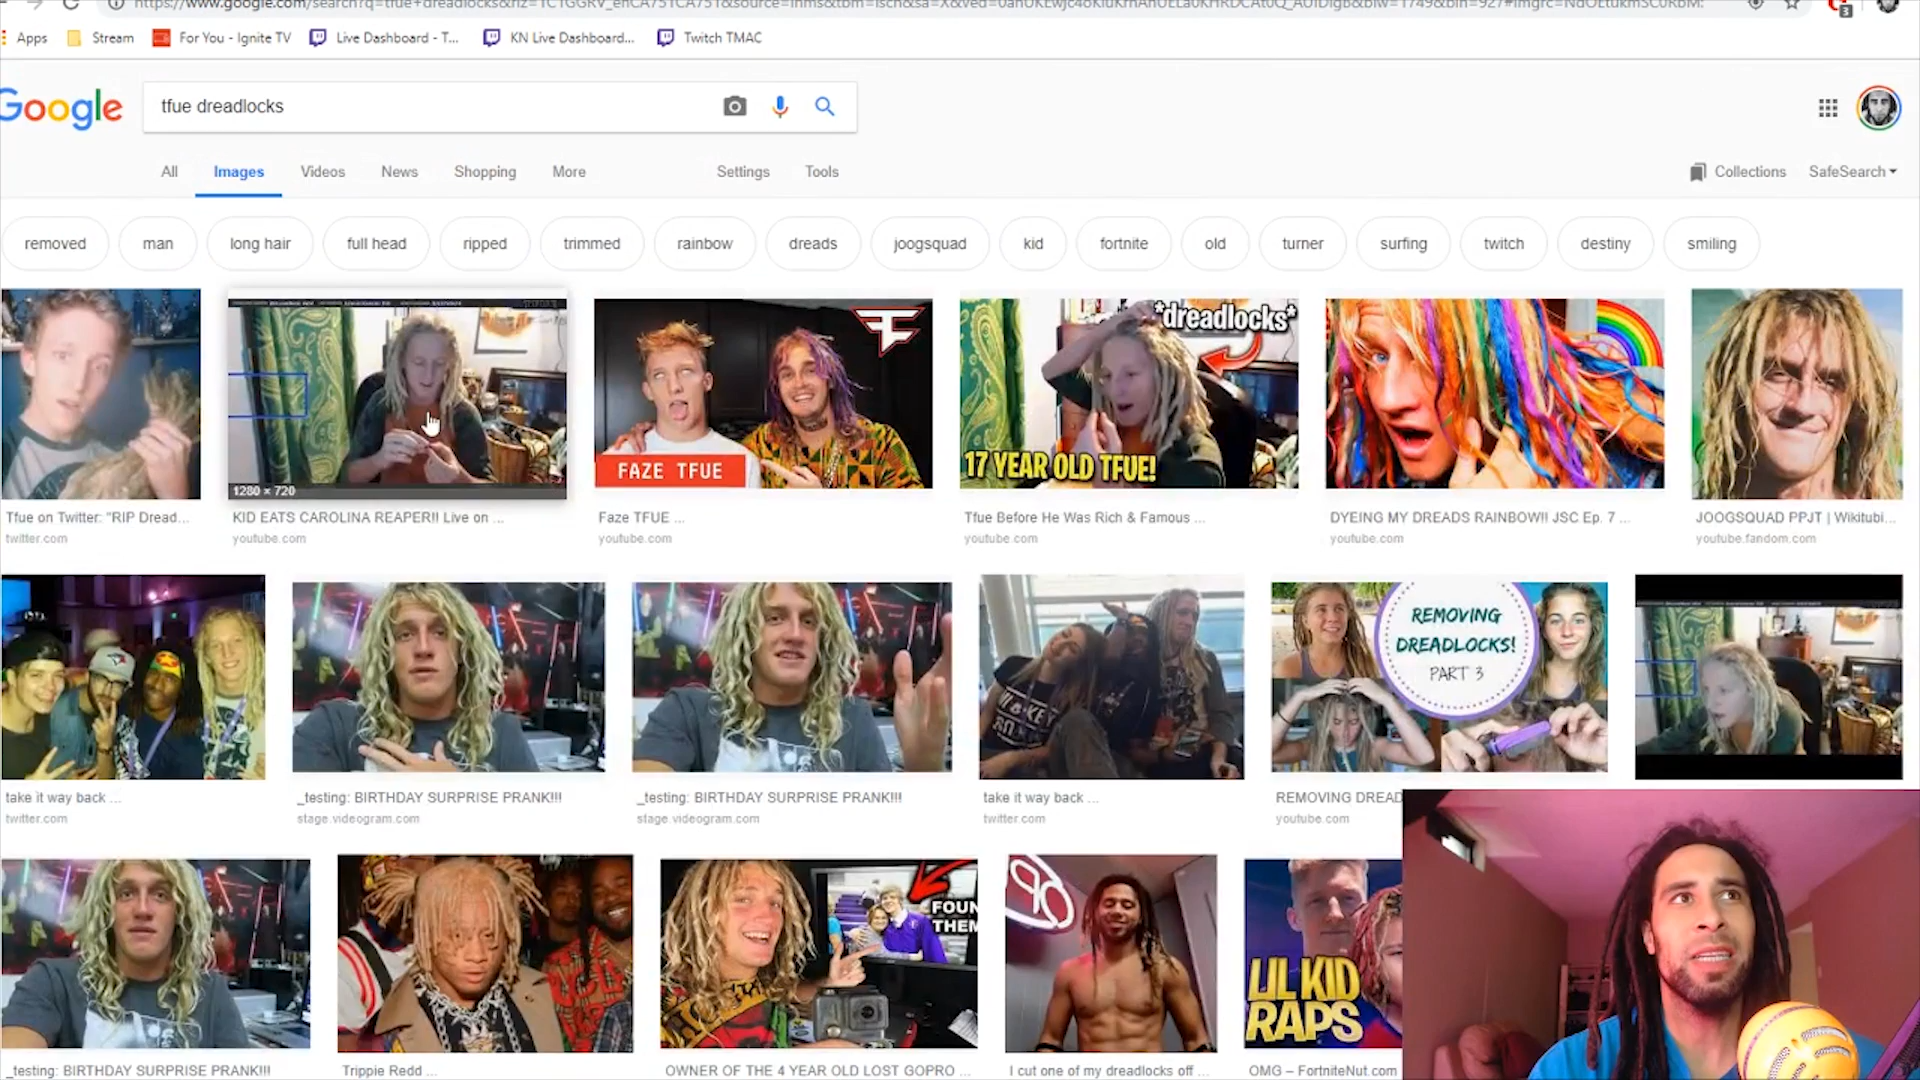 Apps
Stream
For You - Ignite TV
Live Dashboard - T...
KN Live Dashboard...
Twitch TMAC
Google
tfue dreadlocks
All
Images
Videos
News
Shopping
More
Settings
Tools
Collections
SafeSearch
removed
man
long hair
full head
ripped
trimmed
rainbow
dreads
joogsquad
kid
fortnite
old
turner
surfing
twitch
destiny
smiling
1280 × 720
FAZE TFUE
*dreadlocks*
17 YEAR OLD TFUE!
Tfue on Twitter: "RIP Dread...
twitter.com
KID EATS CAROLINA REAPER!! Live on ...
youtube.com
Faze TFUE ...
youtube.com
Tfue Before He Was Rich & Famous ...
youtube.com
DYEING MY DREADS RAINBOW!! JSC Ep. 7 ...
youtube.com
JOOGSQUAD PPJT | Wikitubi...
youtube.fandom.com
REMOVING
DREADLOCKS!
PART 3
take it way back ...
twitter.com
_testing: BIRTHDAY SURPRISE PRANK!!!
stage.videogram.com
_testing: BIRTHDAY SURPRISE PRANK!!!
stage.videogram.com
take it way back ...
twitter.com
REMOVING DREAD
youtube.com
FOUN
THEM
LIL KID
RAPS
_testing: BIRTHDAY SURPRISE PRANK!!!
Trippie Redd ...
OWNER OF THE 4 YEAR OLD LOST GOPRO ...
I cut one of my dreadlocks off ...
OMG – FortniteNut.com